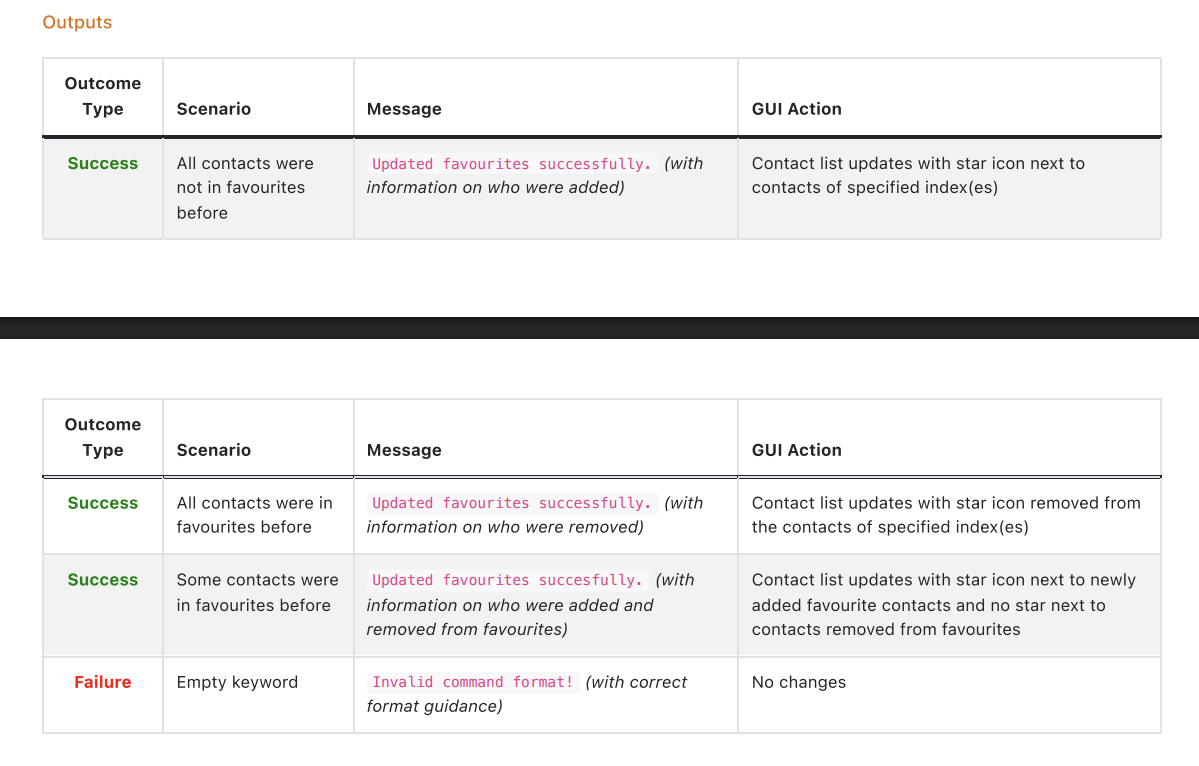 Outputs
Outcome Type Scenario Message GUI Action
Success All contacts were not in favourites before Updated favourites successfully. (with information on who were added) Contact list updates with star icon next to contacts of specified index(es)
Outcome Type Scenario Message GUI Action
Success All contacts were in favourites before Updated favourites successfully. (with information on who were removed) Contact list updates with star icon removed from the contacts of specified index(es)
Success Some contacts were in favourites before Updated favourites succesfully. (with information on who were added and removed from favourites) Contact list updates with star icon next to newly added favourite contacts and no star next to contacts removed from favourites
Failure Empty keyword Invalid command format! (with correct format guidance) No changes